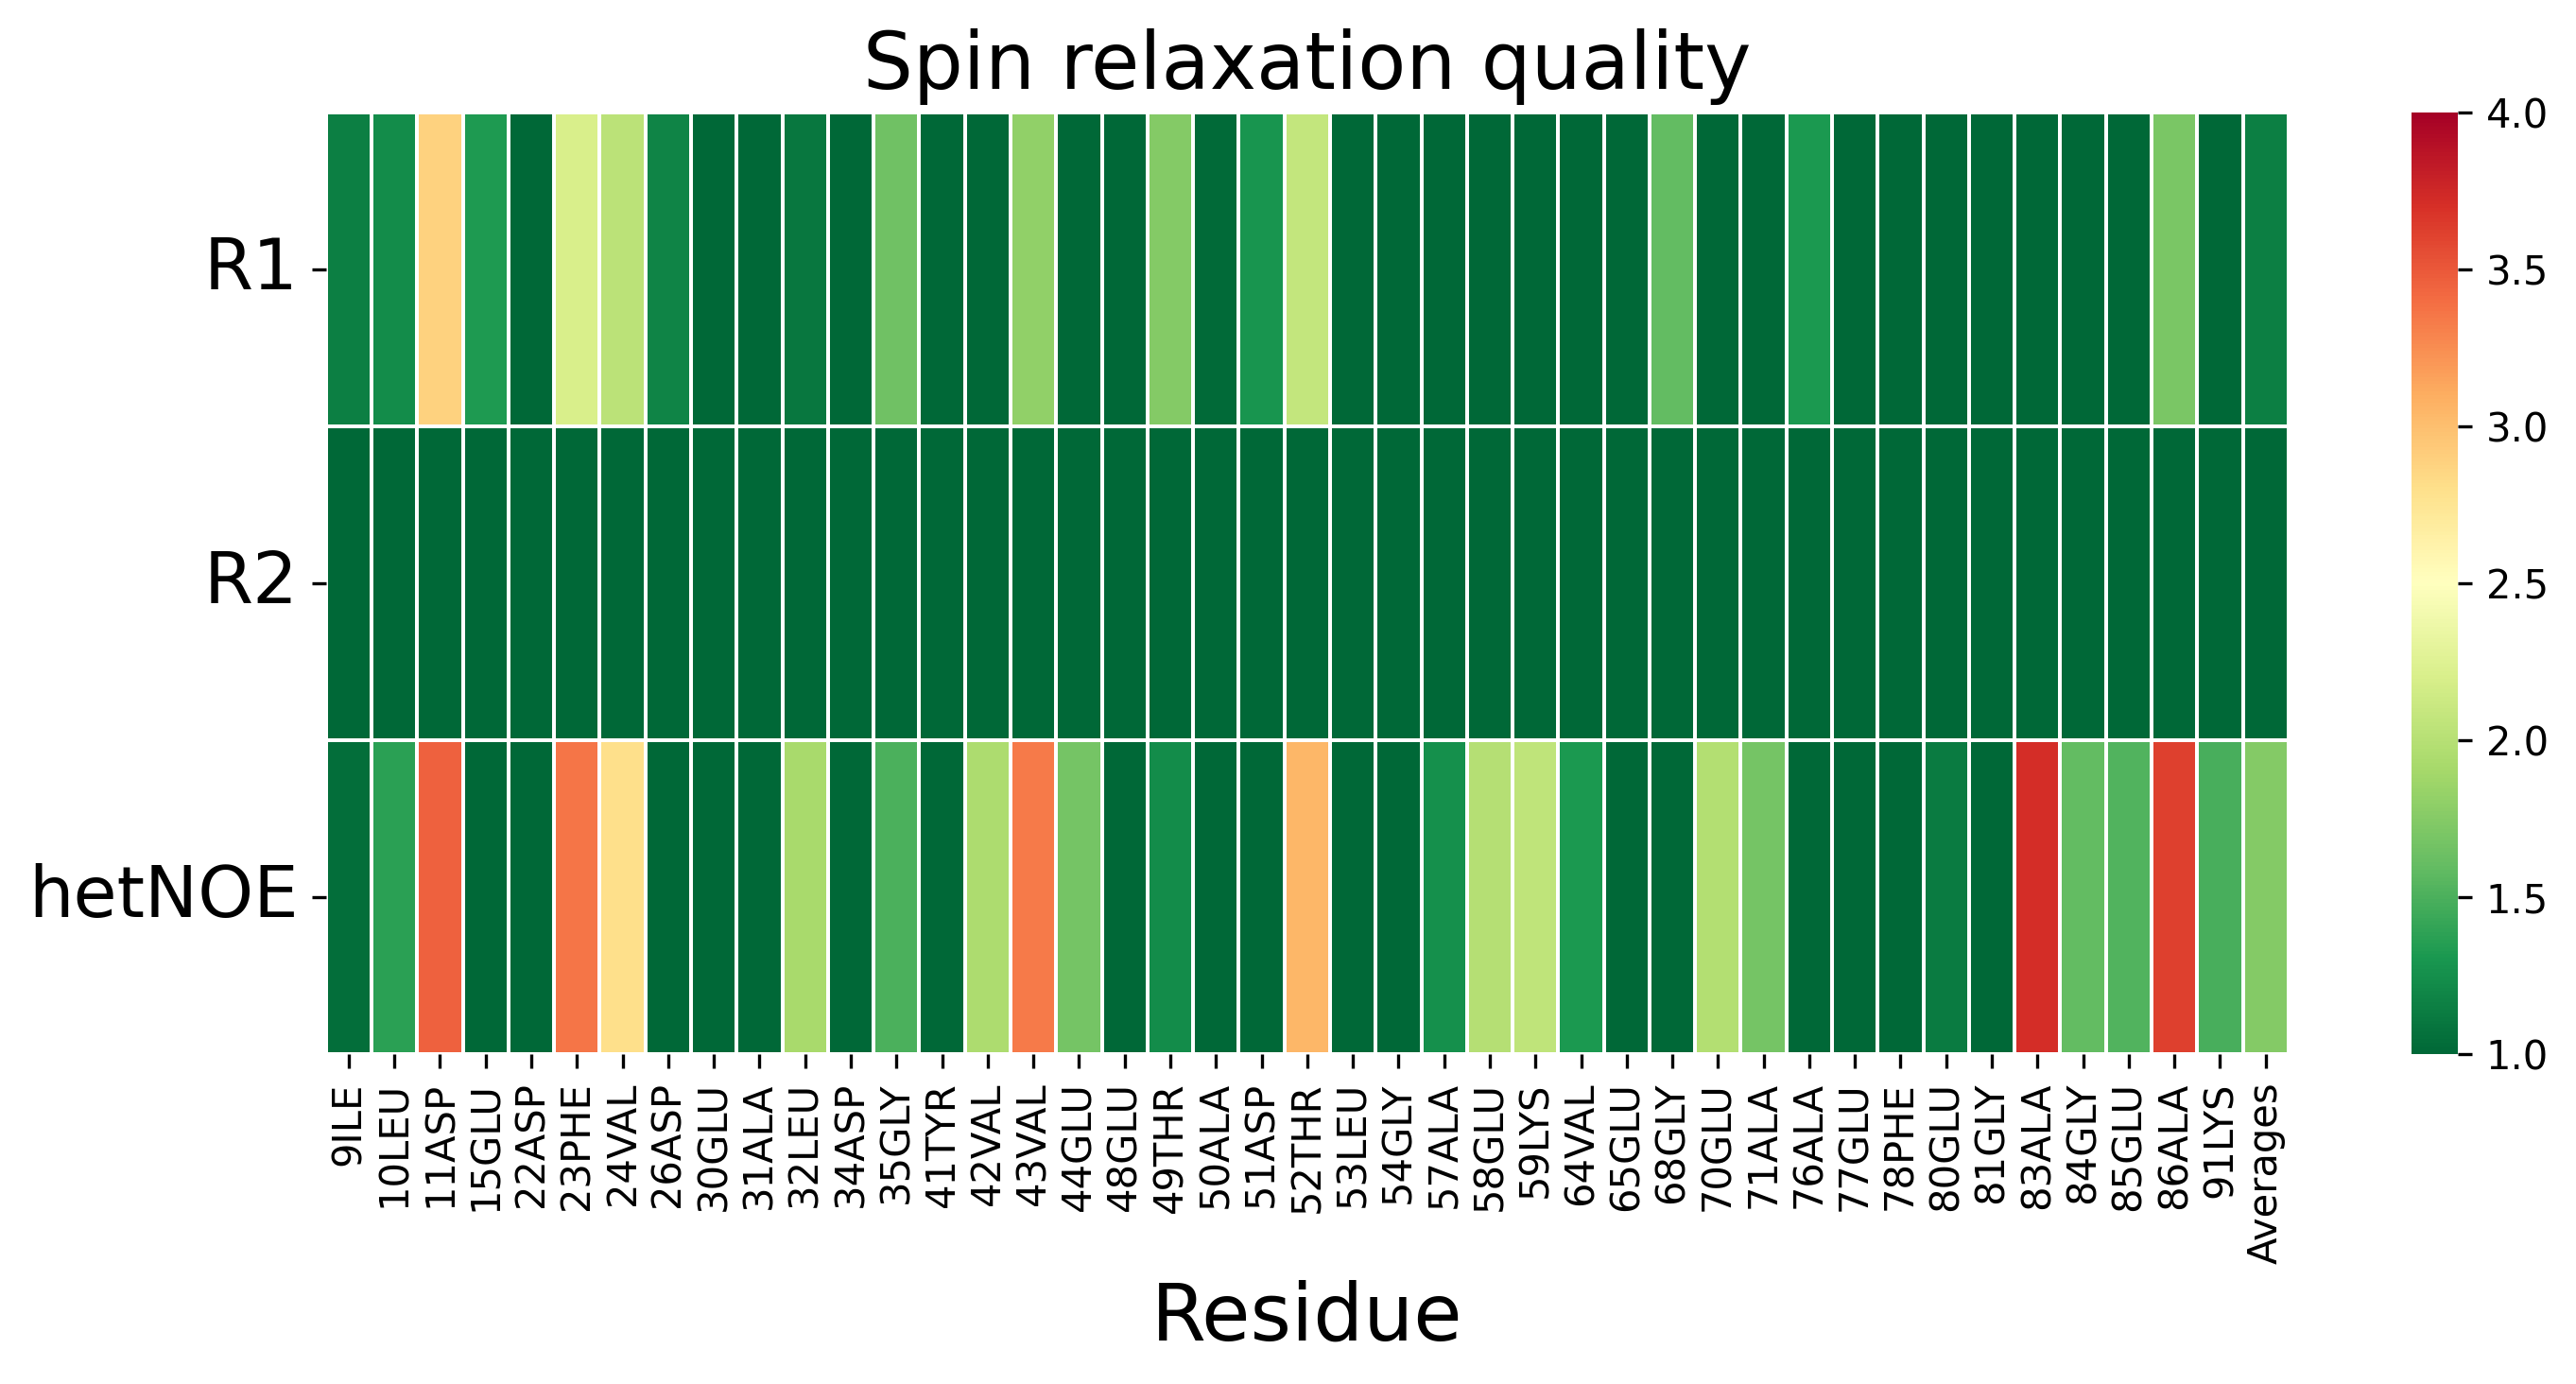 Spin relaxation quality
R1
R2
hetNOE
4.0
3.5
3.0
2.5
2.0
1.5
1.0
9ILE
10LEU
11ASP
15GLU
22ASP
23PHE
24VAL
26ASP
30GLU
31ALA
32LEU
34ASP
35GLY
41TYR
42VAL
43VAL
44GLU
48GLU
49THR
50ALA
51ASP
52THR
53LEU
54GLY
57ALA
58GLU
59LYS
64VAL
65GLU
68GLY
70GLU
71ALA
76ALA
77GLU
78PHE
80GLU
81GLY
83ALA
84GLY
85GLU
86ALA
91LYS
Averages
Residue